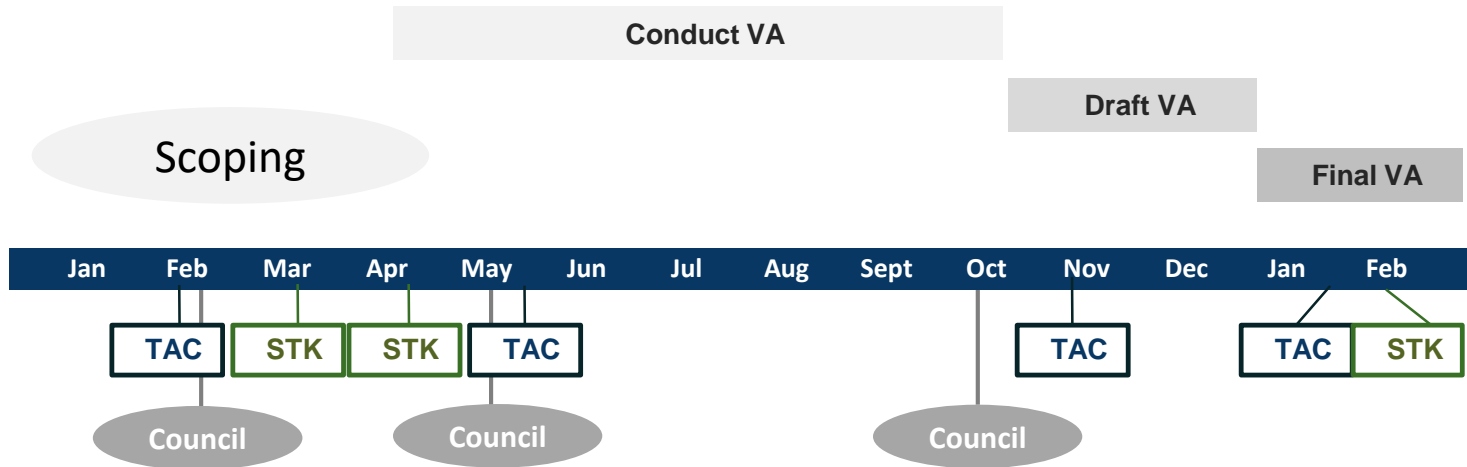 Conduct VA
Draft VA
Scoping
Final VA
Jan Feb Mar Apr May Jun Jul Aug Sept Oct Nov Dec Jan Feb
TAC STK STK TAC TAC TAC STK
Council Council Council